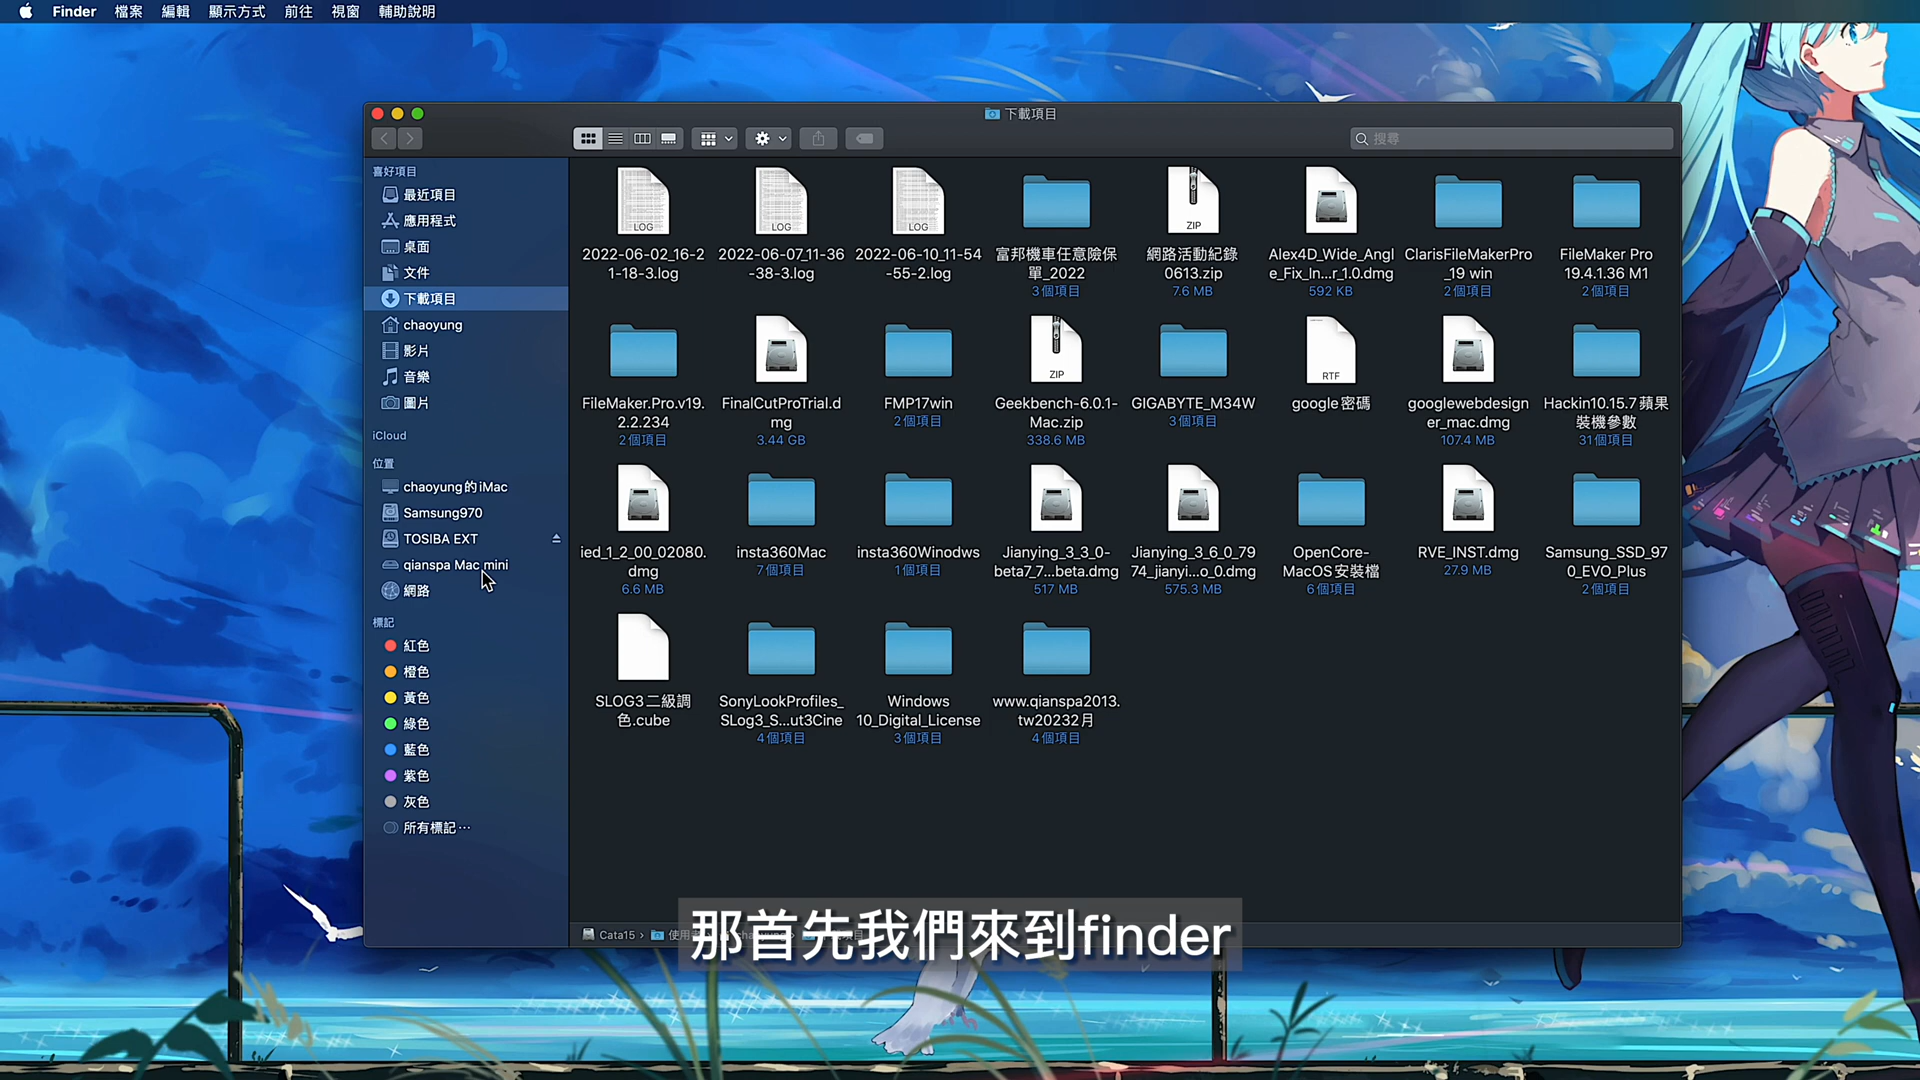 Finder 檔案 編輯 顯示方式 前往 視窗 輔助說明
下載項目
搜尋
喜好項目
最近項目
應用程式
桌面
文件
下載項目
chaoyung
影片
音樂
圖片
iCloud
位置
chaoyung的iMac
Samsung970
TOSIBA EXT
qianspa Mac mini
網路
標記
紅色
橙色
黃色
綠色
藍色
紫色
灰色
所有標記⋯
LOG
2022-06-02_16-2
1-18-3.log
LOG
2022-06-07_11-36
-38-3.log
LOG
2022-06-10_11-54
-55-2.log
富邦機車任意險保
單_2022
3個項目
ZIP
網路活動紀錄
0613.zip
7.6 MB
Alex4D_Wide_Angl
e_Fix_In...r_1.0.dmg
592 KB
ClarisFileMakerPro
_19 win
2個項目
FileMaker Pro
19.4.1.36 M1
2個項目
FileMaker.Pro.v19.
2.2.234
2個項目
FinalCutProTrial.d
mg
3.44 GB
FMP17win
2個項目
ZIP
Geekbench-6.0.1-
Mac.zip
338.6 MB
GIGABYTE_M34W
3個項目
RTF
google密碼
googlewebdesign
er_mac.dmg
107.4 MB
Hackin10.15.7蘋果
裝機參數
31個項目
ied_1_2_00_02080.
dmg
6.6 MB
insta360Mac
7個項目
insta360Winodws
1個項目
Jianying_3_3_0-
beta7_7...beta.dmg
517 MB
Jianying_3_6_0_79
74_jianyi...o_0.dmg
575.3 MB
OpenCore-
MacOS安裝檔
6個項目
RVE_INST.dmg
27.9 MB
Samsung_SSD_97
0_EVO_Plus
2個項目
SLOG3二級調
色.cube
SonyLookProfiles_
SLog3_S...ut3Cine
4個項目
Windows
10_Digital_License
3個項目
www.qianspa2013.
tw20232月
4個項目
Cata15
那首先我們來到finder